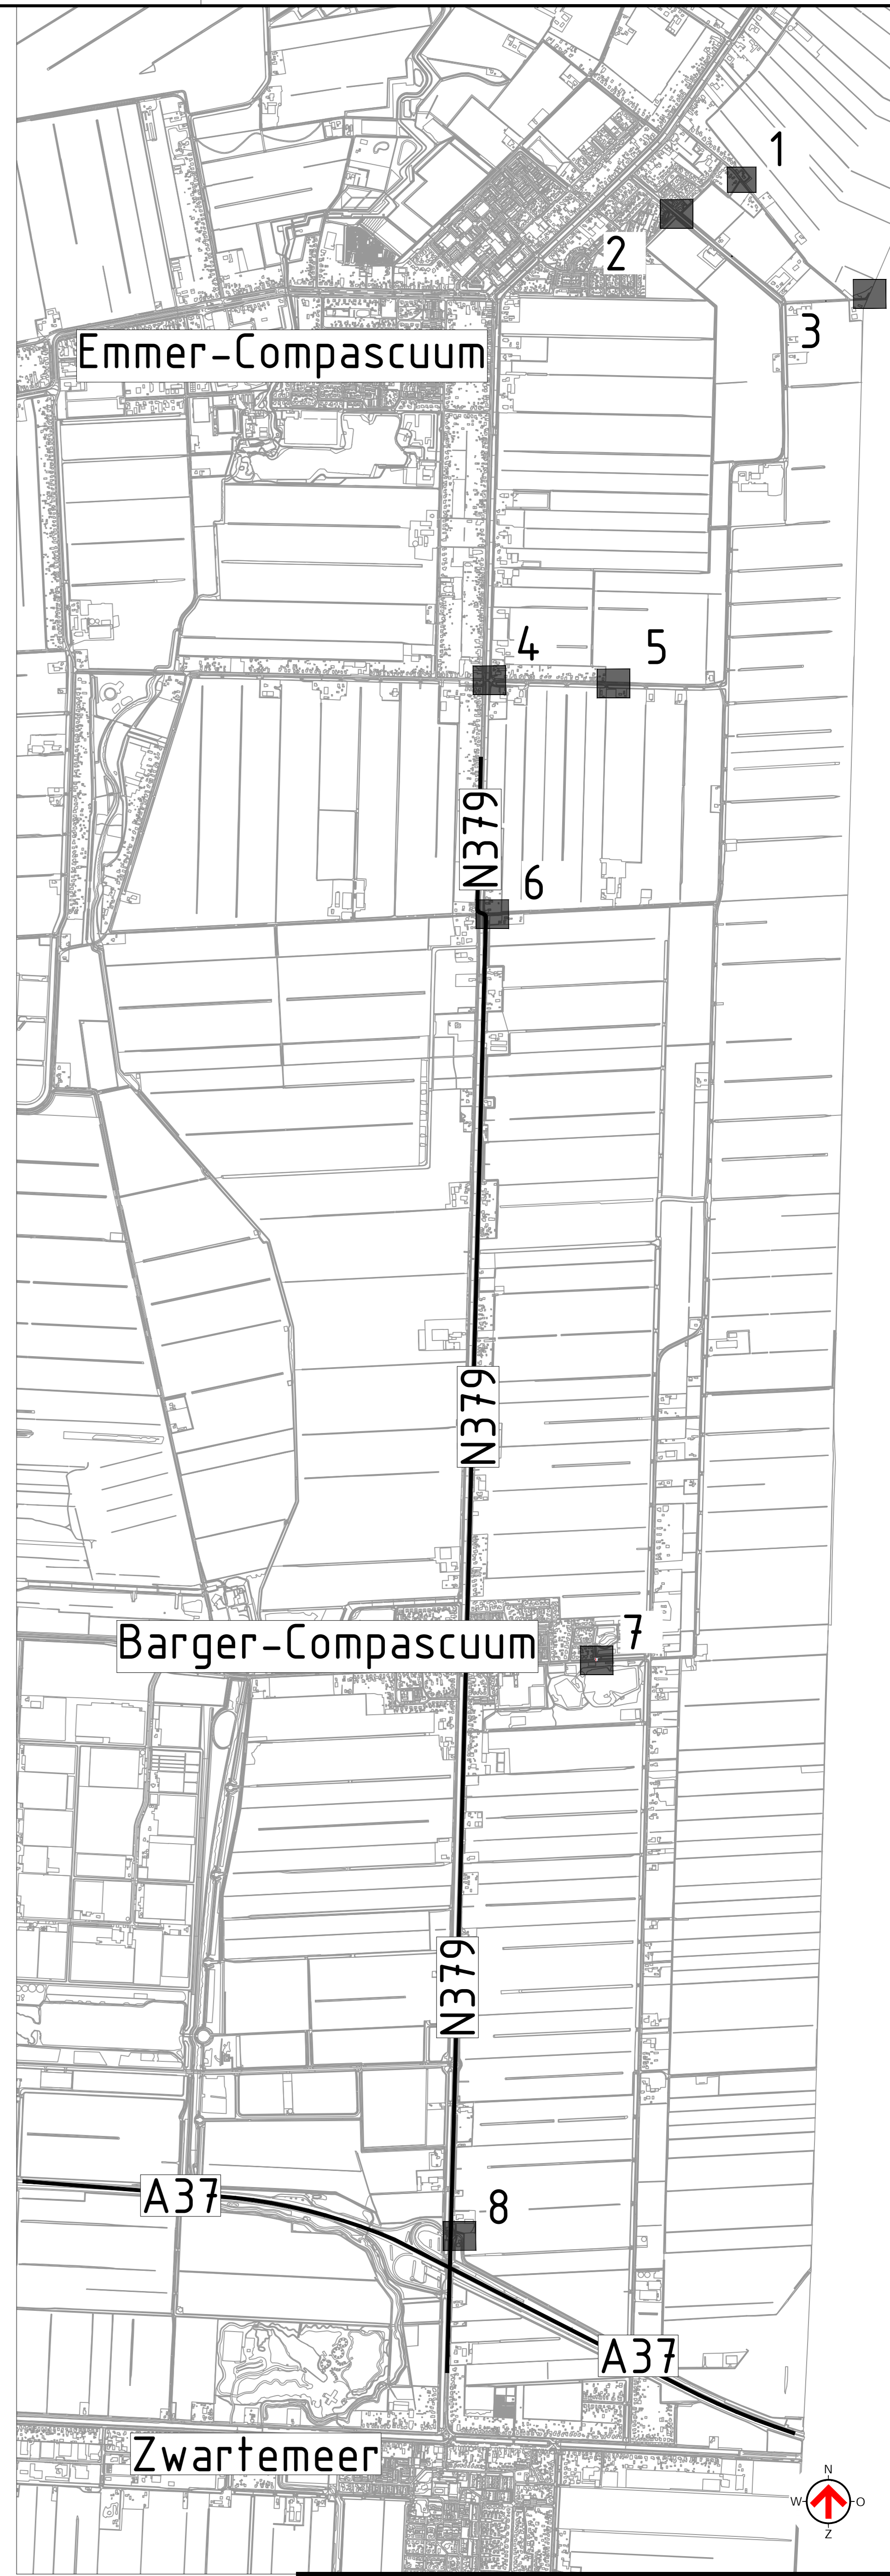 1
2
3
Emmer-Compascuum
4
5
N379
6
N379
Barger-Compascuum
7
N379
A37
8
A37
Zwartemeer
N
W O
Z